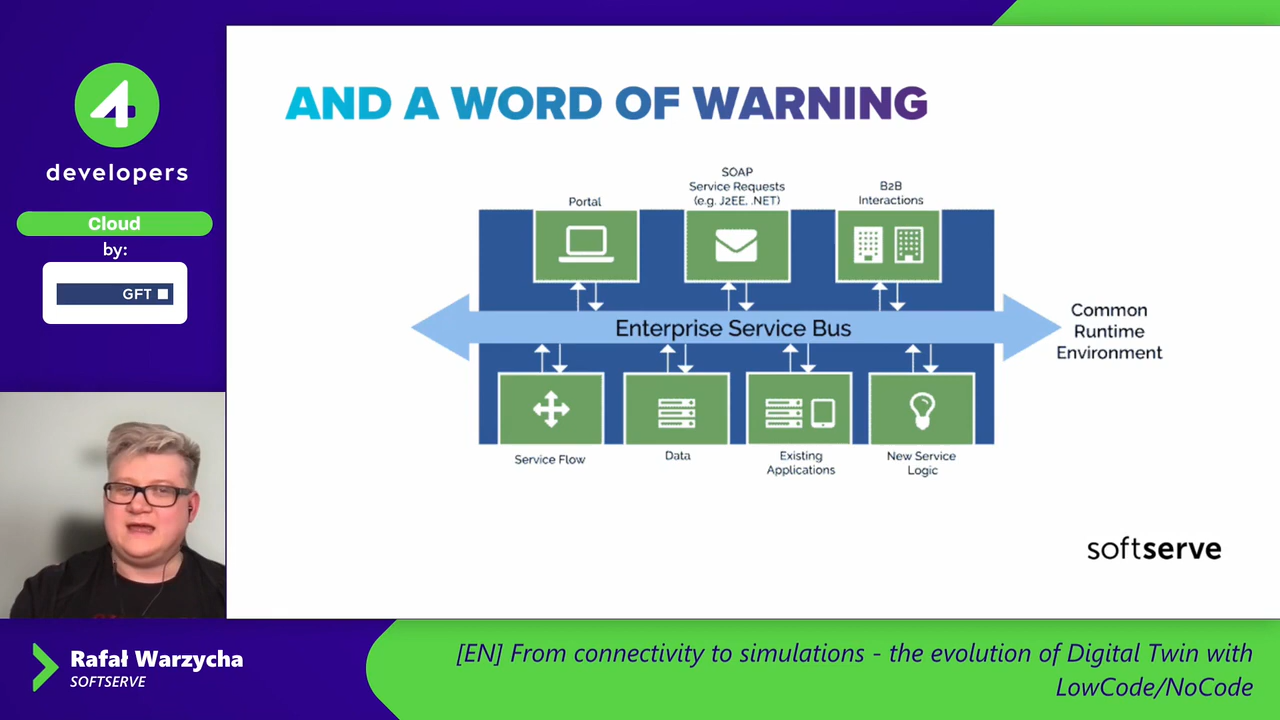 4
developers
Cloud
by:
GFT
AND A WORD OF WARNING
Portal
SOAP
Service Requests
(e.g. J2EE, .NET)
B2B
Interactions
Enterprise Service Bus
Common
Runtime
Environment
Service Flow
Data
Existing
Applications
New Service
Logic
softserve
Rafał Warzycha
SOFTSERVE
[EN] From connectivity to simulations - the evolution of Digital Twin with
LowCode/NoCode